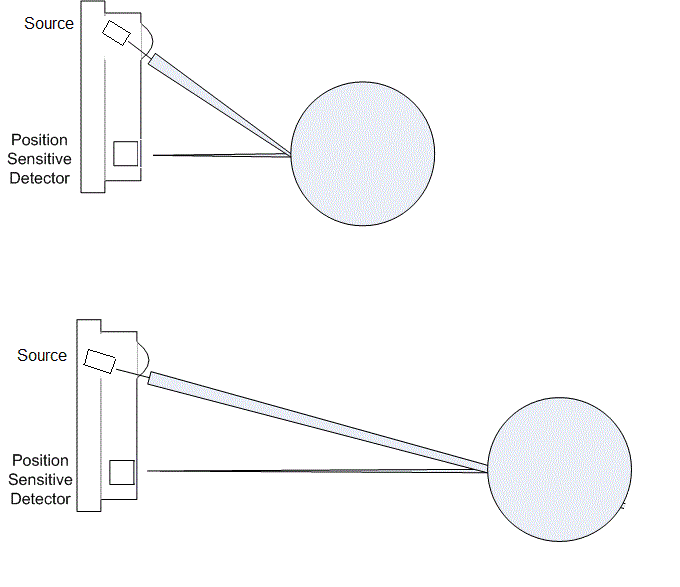 Source
Position
Sensitive
Detector
Source
Position
Sensitive
Detector